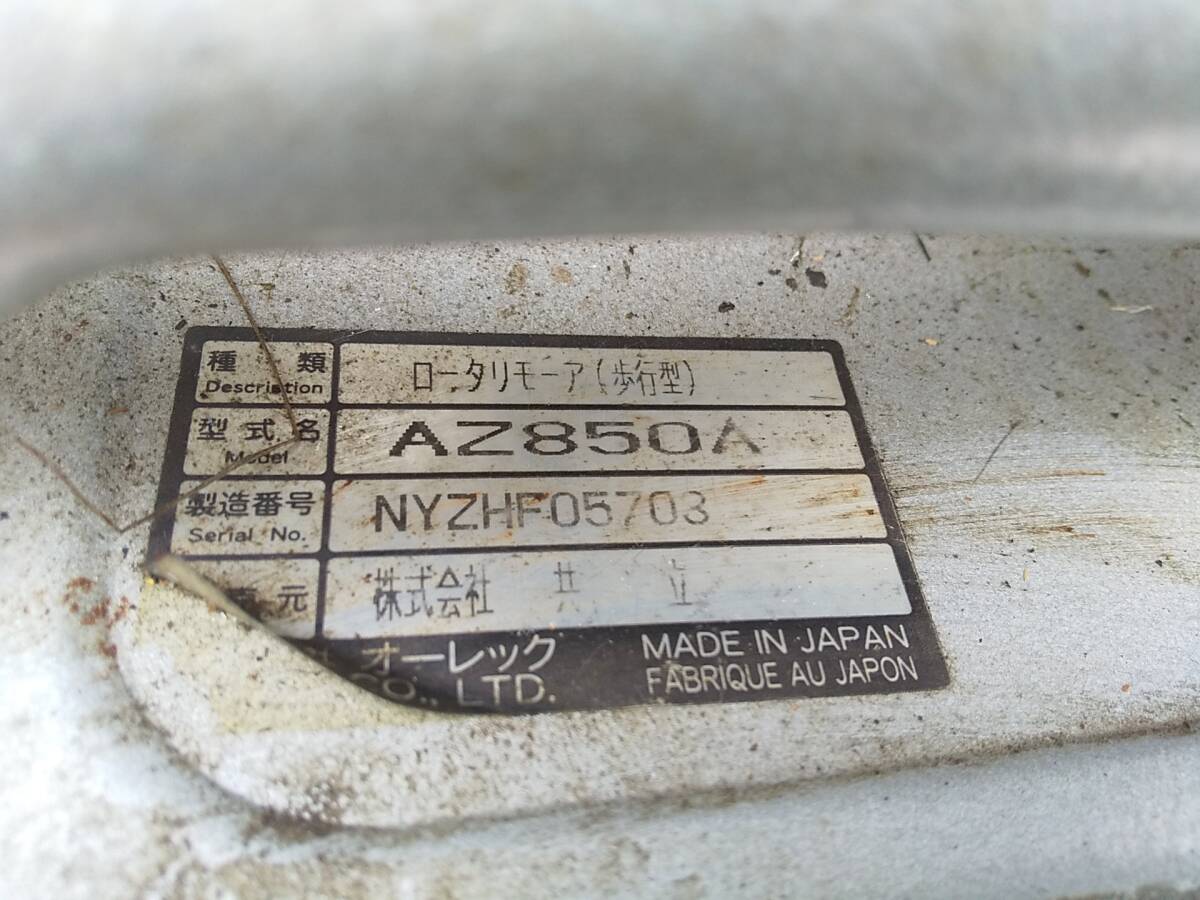 種類 ロータリモーア(歩行型)
Description
型式名 AZ850A
Model
製造番号 NYZHF05703
Serial No.
元 株式会社 共 立
オーレック MADE IN JAPAN
CO., LTD. FABRIQUE AU JAPON